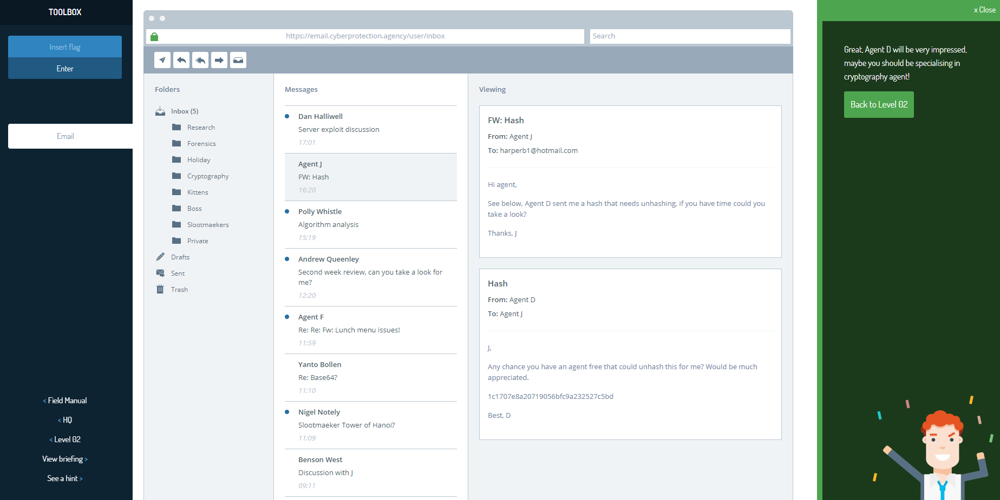 TOOLBOX
Insert flag
Enter
Email
< Field Manual
< HQ
< Level 02
View briefing >
See a hint >
https://email.cyberprotection.agency/user/inbox
Search
Folders
Inbox (5)
Research
Forensics
Holiday
Cryptography
Kittens
Boss
Slootmaekers
Private
Drafts
Sent
Trash
Messages
Dan Halliwell
Server exploit discussion
17:01
Agent J
FW: Hash
16:20
Polly Whistle
Algorithm analysis
15:19
Andrew Queenley
Second week review, can you take a look for
me?
12:20
Agent F
Re: Re: Fw: Lunch menu issues!
11:59
Yanto Bollen
Re: Base64?
11:10
Nigel Notely
Slootmaeker Tower of Hanoi?
11:09
Benson West
Discussion with J
09:11
Viewing
FW: Hash
From: Agent J
To: harperb1@hotmail.com
Hi agent,
See below, Agent D sent me a hash that needs unhashing, if you have time could you
take a look?
Thanks, J
Hash
From: Agent D
To: Agent J
J,
Any chance you have an agent free that could unhash this for me? Would be much
appreciated.
1c1707e8a20719056bfc9a232527c5bd
Best, D
x Close
Great, Agent D will be very impressed,
maybe you should be specialising in
cryptography agent!
Back to Level 02